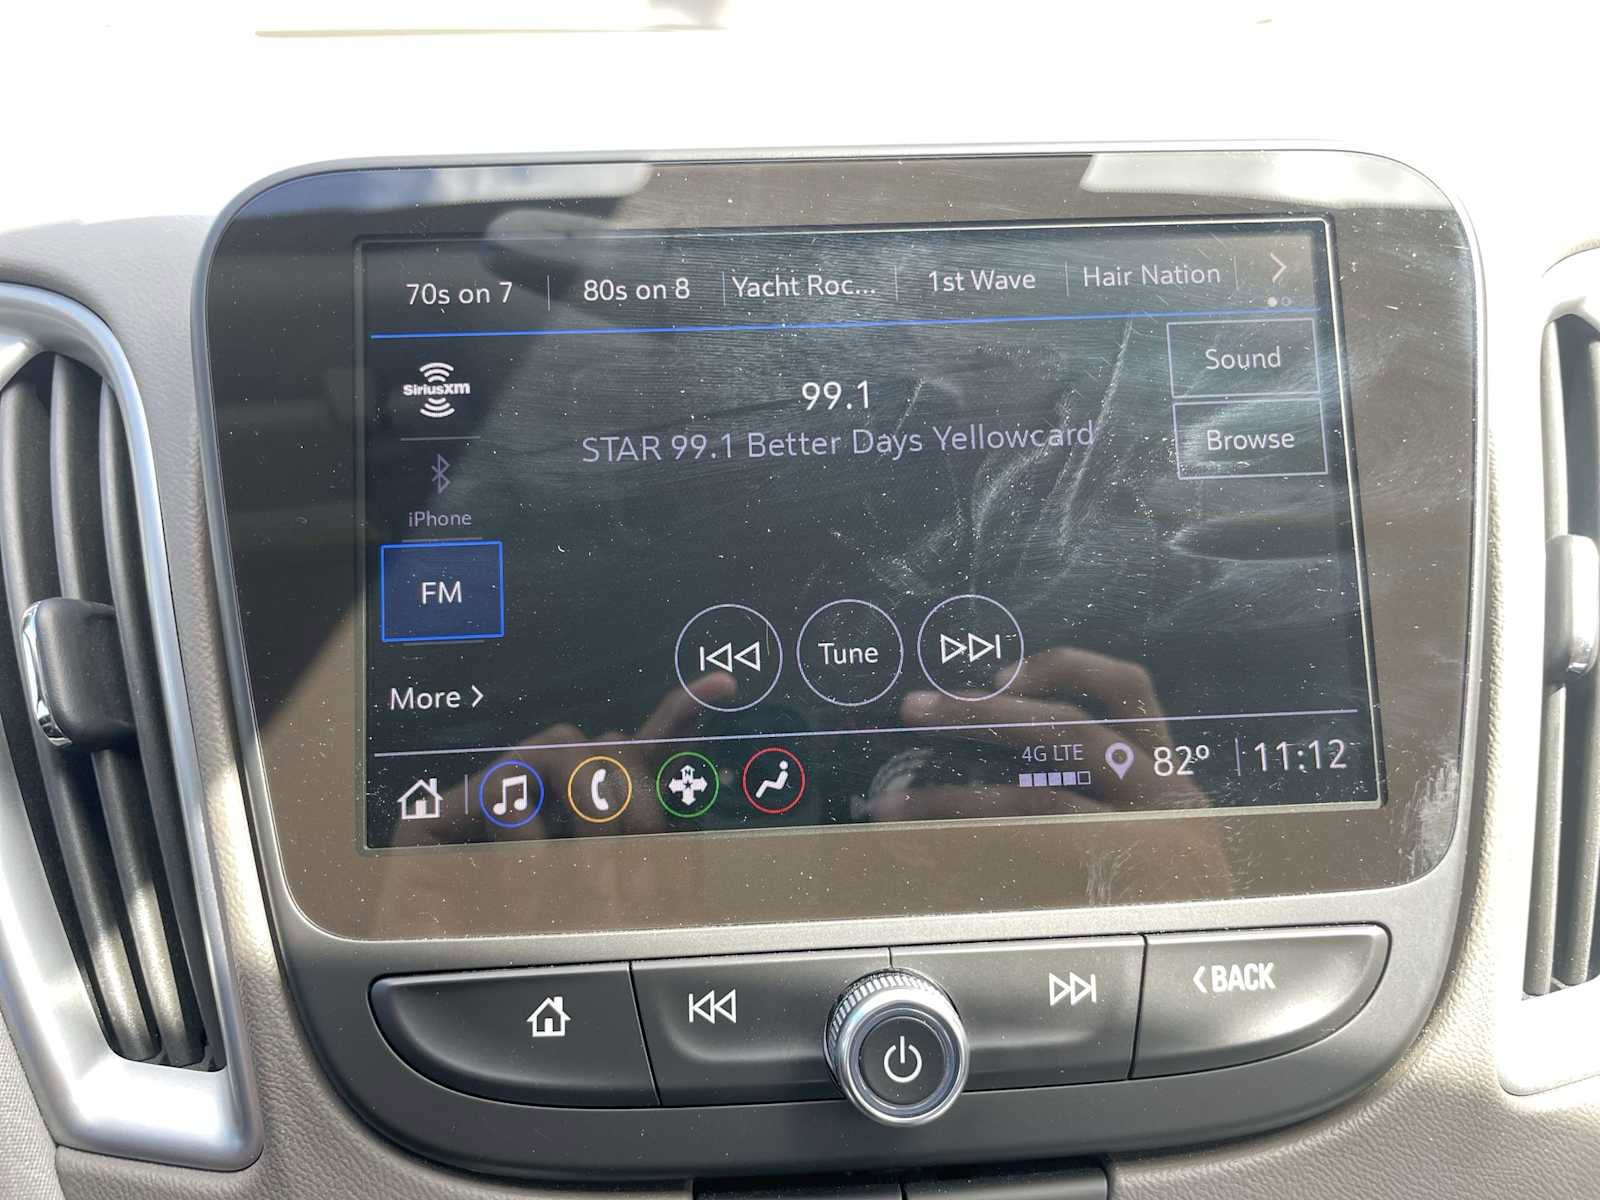 70s on 7
80s on 8
Yacht Roc...
1st Wave
Hair Nation
SiriusXM
Sound
99.1
STAR 99.1 Better Days Yellowcard
Browse
iPhone
FM
Tune
More
N
4G LTE
82º
11:12
BACK